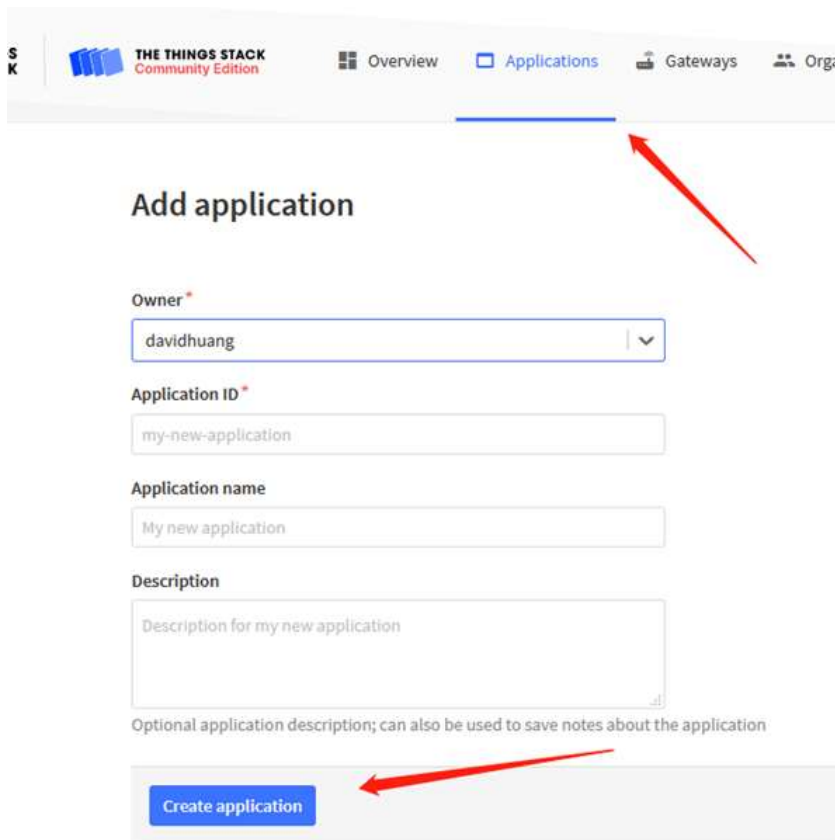 S
K
THE THINGS STACK
Community Edition
Overview
Applications
Gateways
Orga
Add application
Owner*
davidhuang
Application ID*
my-new-application
Application name
My new application
Description
Description for my new application
Optional application description; can also be used to save notes about the application
Create application